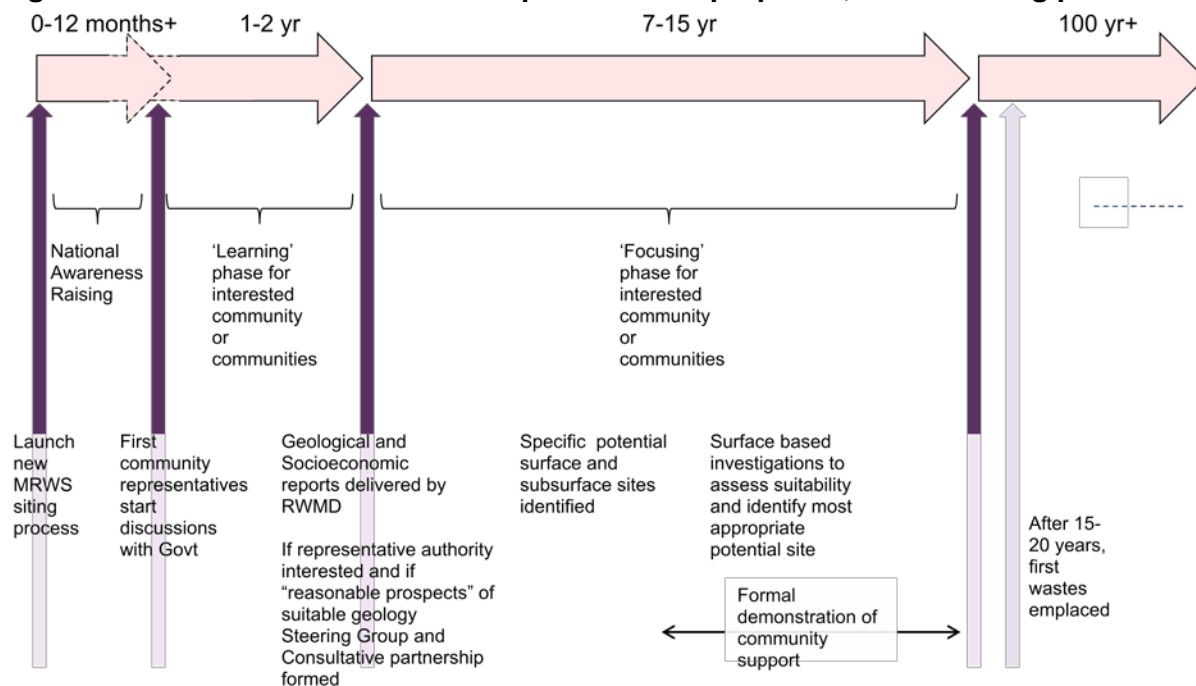 0-12 months+
1-2 yr
7-15 yr
100 yr+
National
Awareness
Raising
'Learning'
phase for
interested
community
or
communities
'Focusing'
phase for
interested
community
or
communities
Launch
new
MRWS
siting
process
First
community
representatives
start
discussions
with Govt
Geological and
Socioeconomic
reports delivered by
RWMD
If representative authority
interested and if
“reasonable prospects” of
suitable geology
Steering Group and
Consultative partnership
formed
Specific potential
surface and
subsurface sites
identified
Surface based
investigations to
assess suitability
and identify most
appropriate
potential site
Formal
demonstration of
community
support
After 15-
20 years,
first
wastes
emplaced